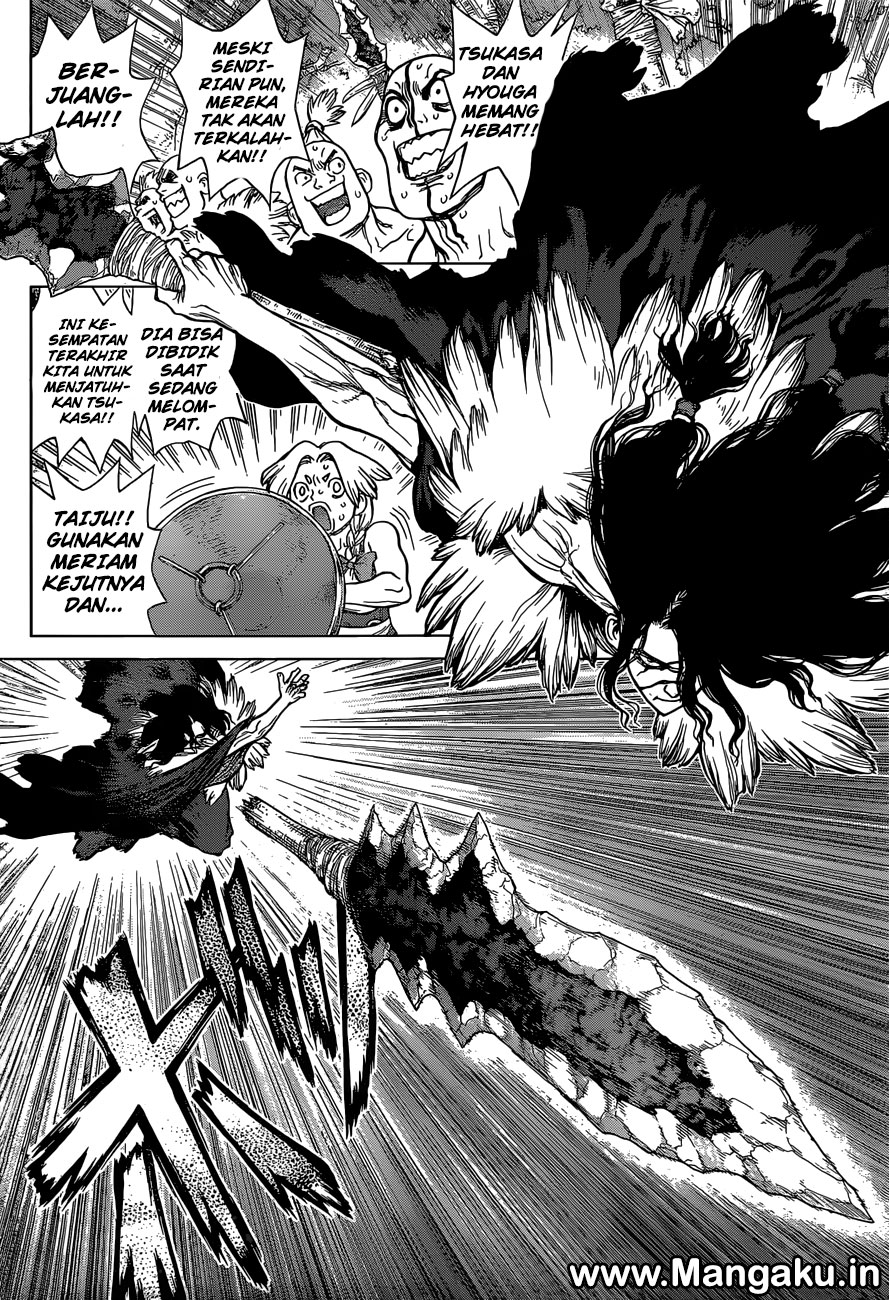 TSUKASA
DAN
HYOUGA
MEMANG
HEBAT!!
MESKI
SENDI-
RIAN PUN,
MEREKA
TAK AKAN
TERKALAH-
KAN!!
BER-
JUANG-
LAH!!
DIA BISA
DIBIDIK
SAAT
SEDANG
MELOM-
PAT.
INI KE-
SEMPATAN
TERAKHIR
KITA UNTUK
MENJATUH-
KAN TSU-
KASA!!
TAIJU!!
GUNAKAN
MERIAM
KEJUTNYA
DAN...
www.Mangaku.in